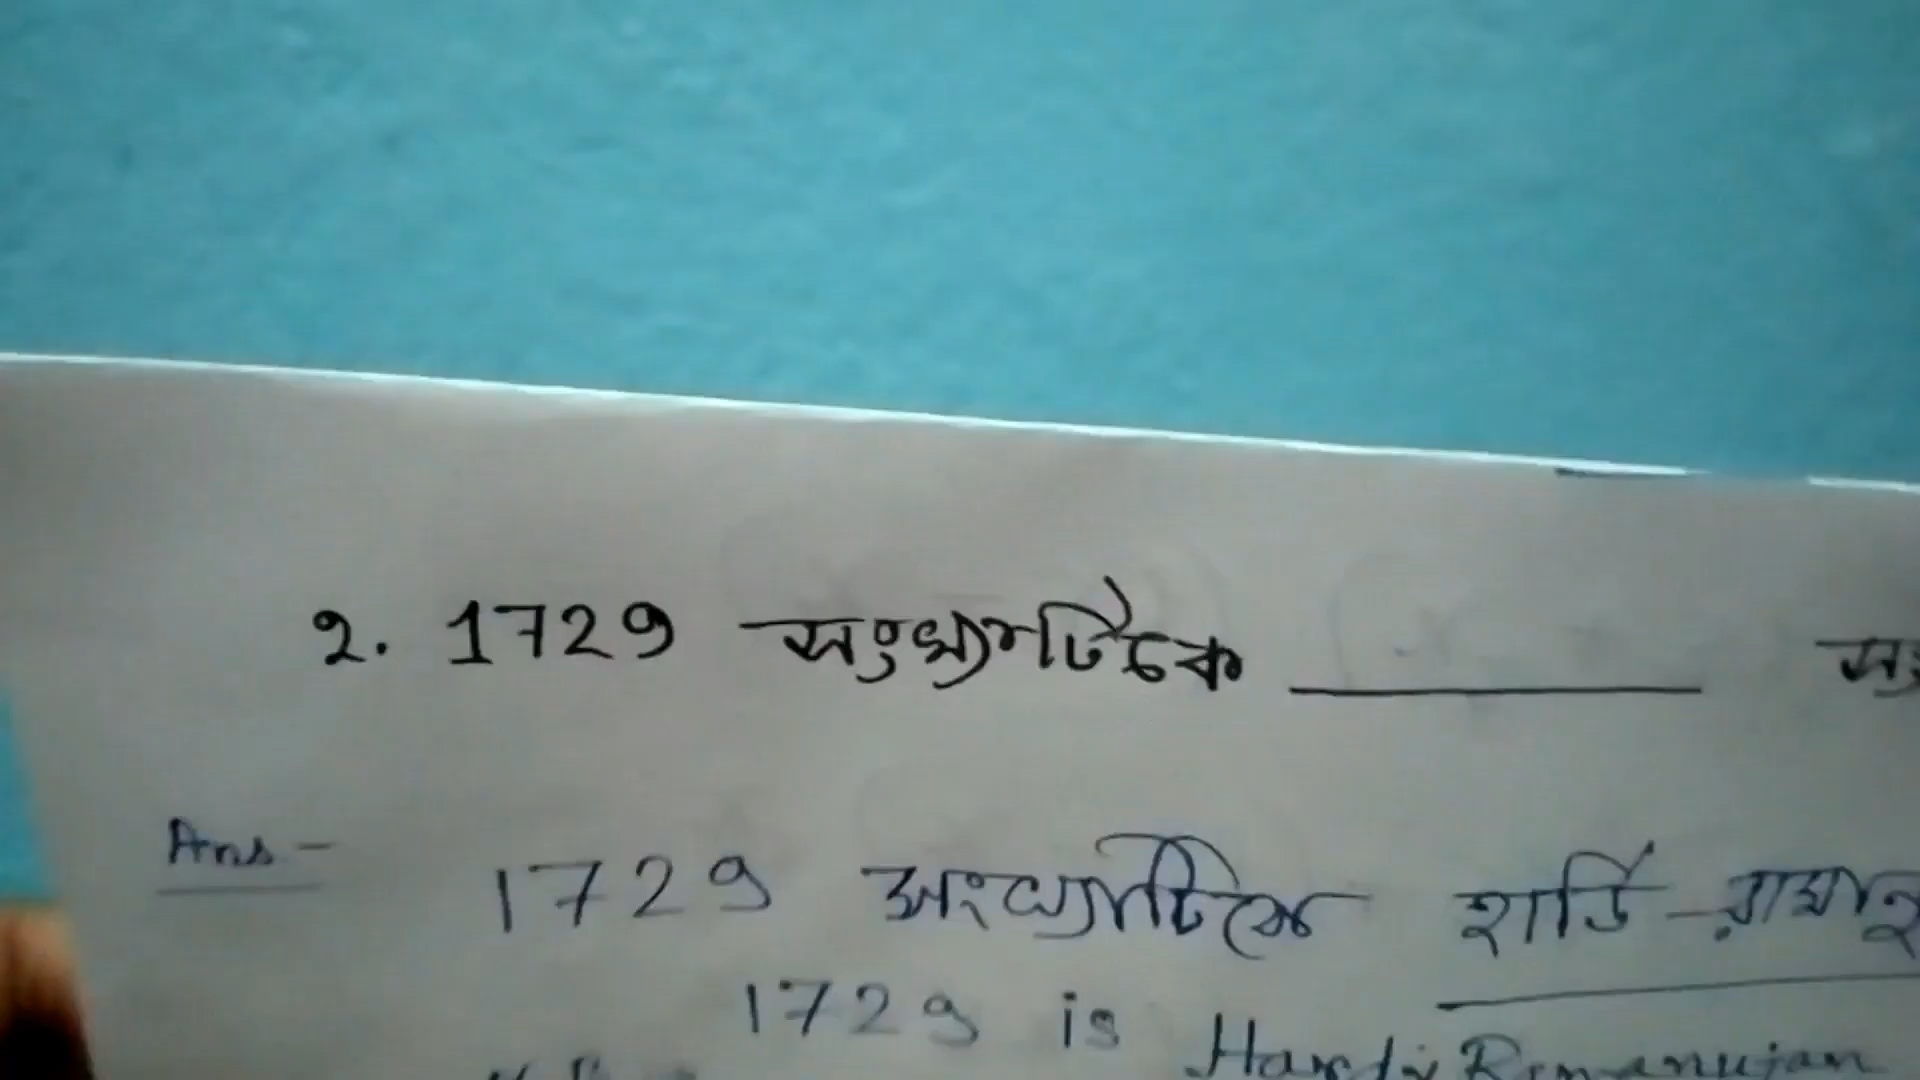 ২. 1729 সংখ্যাটিকে ________
Ans - 1729 সংখ্যাটিকে হার্ডি-রামানু
1729 is Hardy Ramanujan